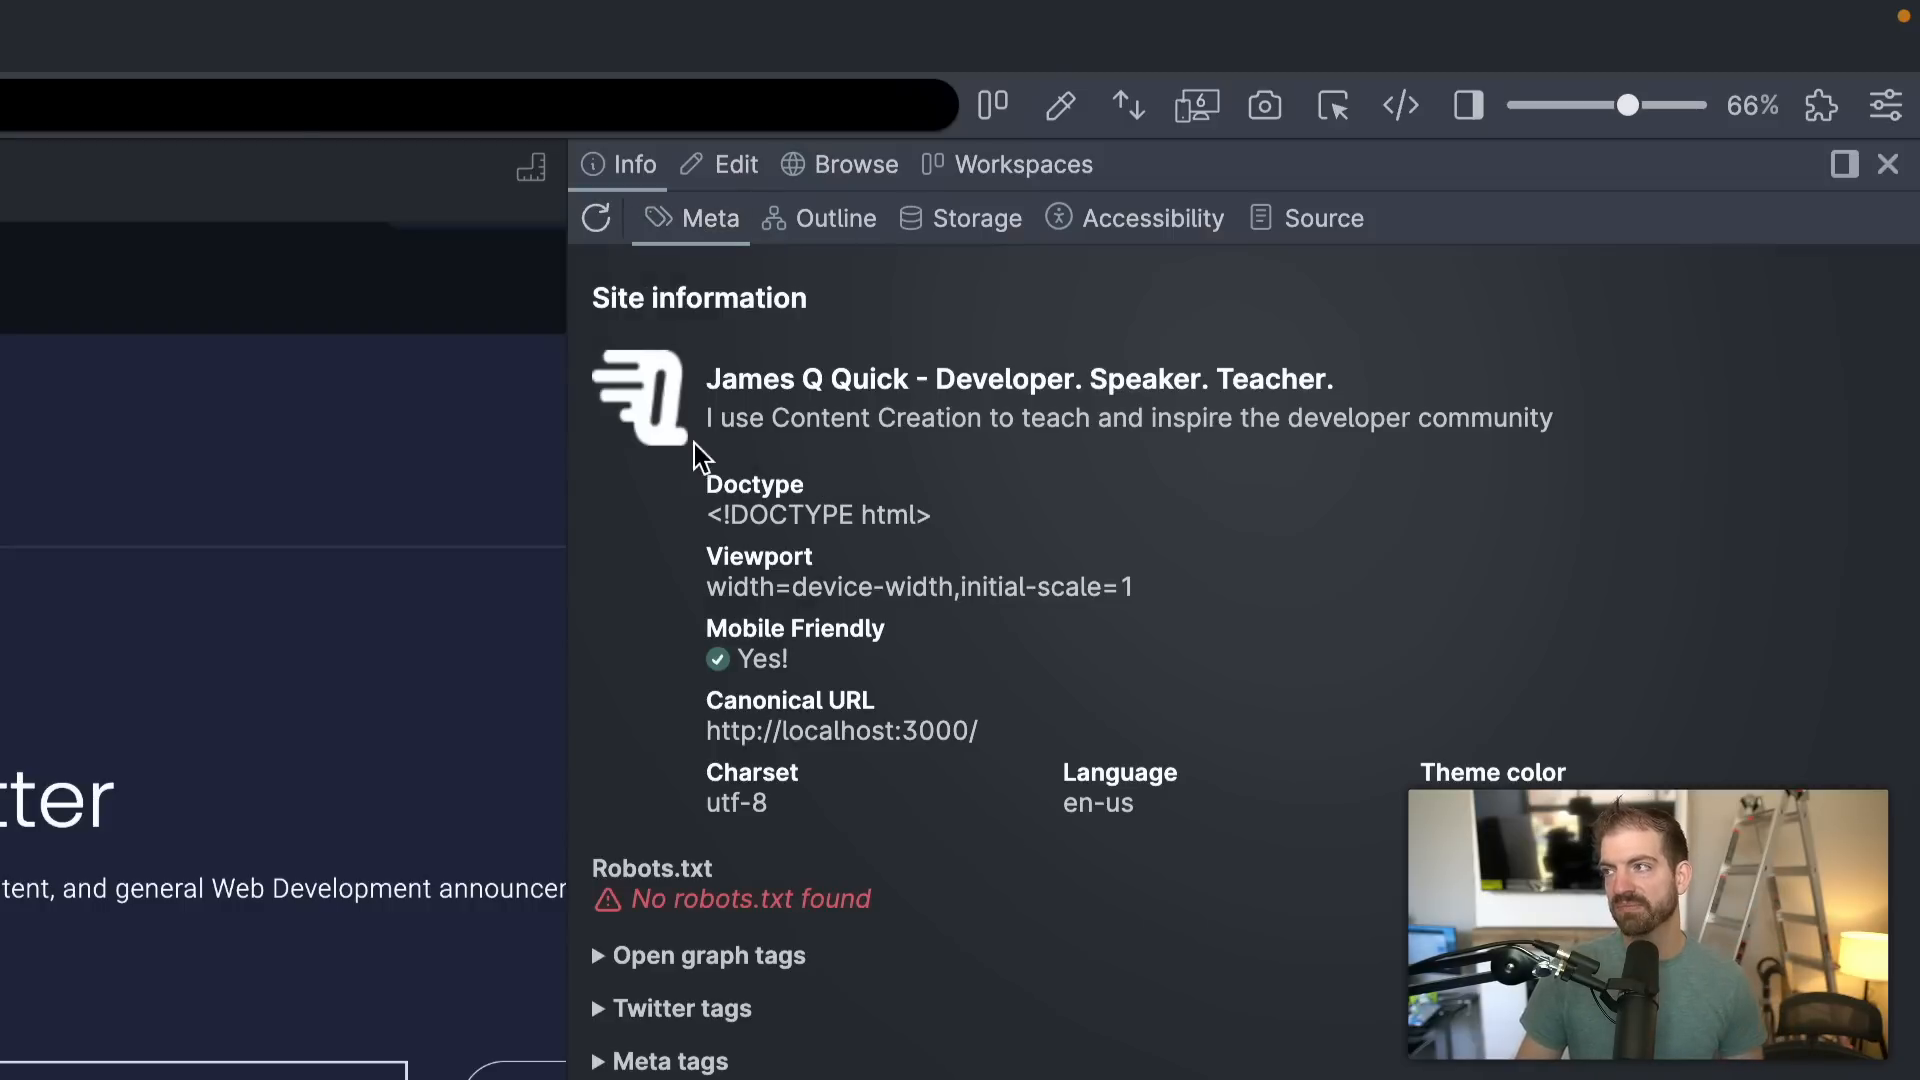 6
66%
Info Edit Browse Workspaces
Meta Outline Storage Accessibility Source
Site information
James Q Quick - Developer. Speaker. Teacher.
I use Content Creation to teach and inspire the developer community
Doctype
<!DOCTYPE html>
Viewport
width=device-width,initial-scale=1
Mobile Friendly
Yes!
Canonical URL
http://localhost:3000/
Charset Language Theme color
utf-8 en-us
Robots.txt
No robots.txt found
Open graph tags
Twitter tags
Meta tags
tter
tent, and general Web Development announcer